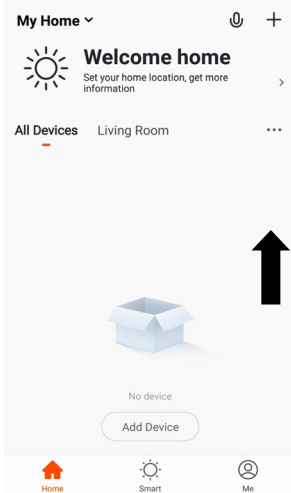 My Home
Welcome home
Set your home location, get more
information
All Devices Living Room
No device
Add Device
Home Smart Me